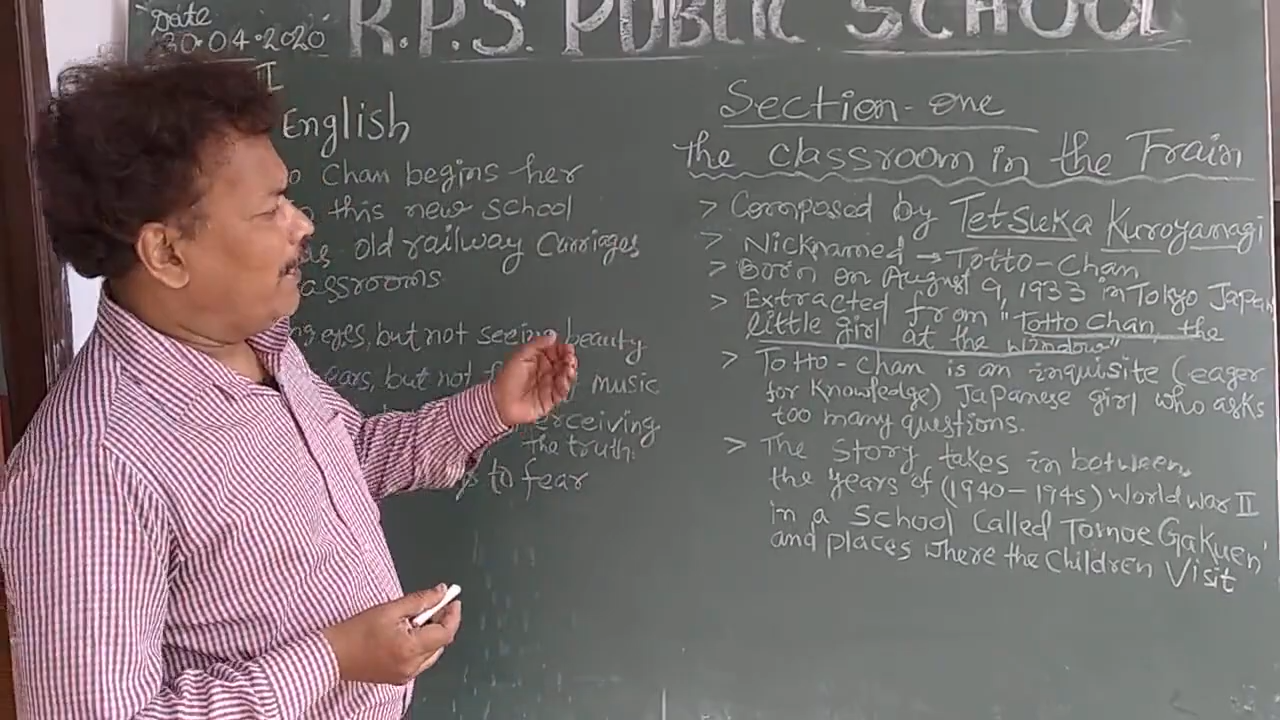 Date
30.04.2020
R.P.S. PUBLIC SCHOOL
II
English
Chan begins her
this new school
old railway Carriages
eyes, but not seeing beauty
ears, but not music
the truth.
to fear
Section-one
the classroom in the Train
> Composed by Tetsuka Kuroyanagi
> Nicknamed → Totto-Chan
> Born on August 9, 1933 in Tokyo Japan
> Extracted from "Totto Chan, the
little girl at the window"
> Totto-Chan is an inquisite (eager
for Knowledge) Japanese girl who asks
too many questions.
> The Story takes in between
the years of (1940-1945) World war II
in a School Called Tomoe Gakuen'
and places where the Children Visit